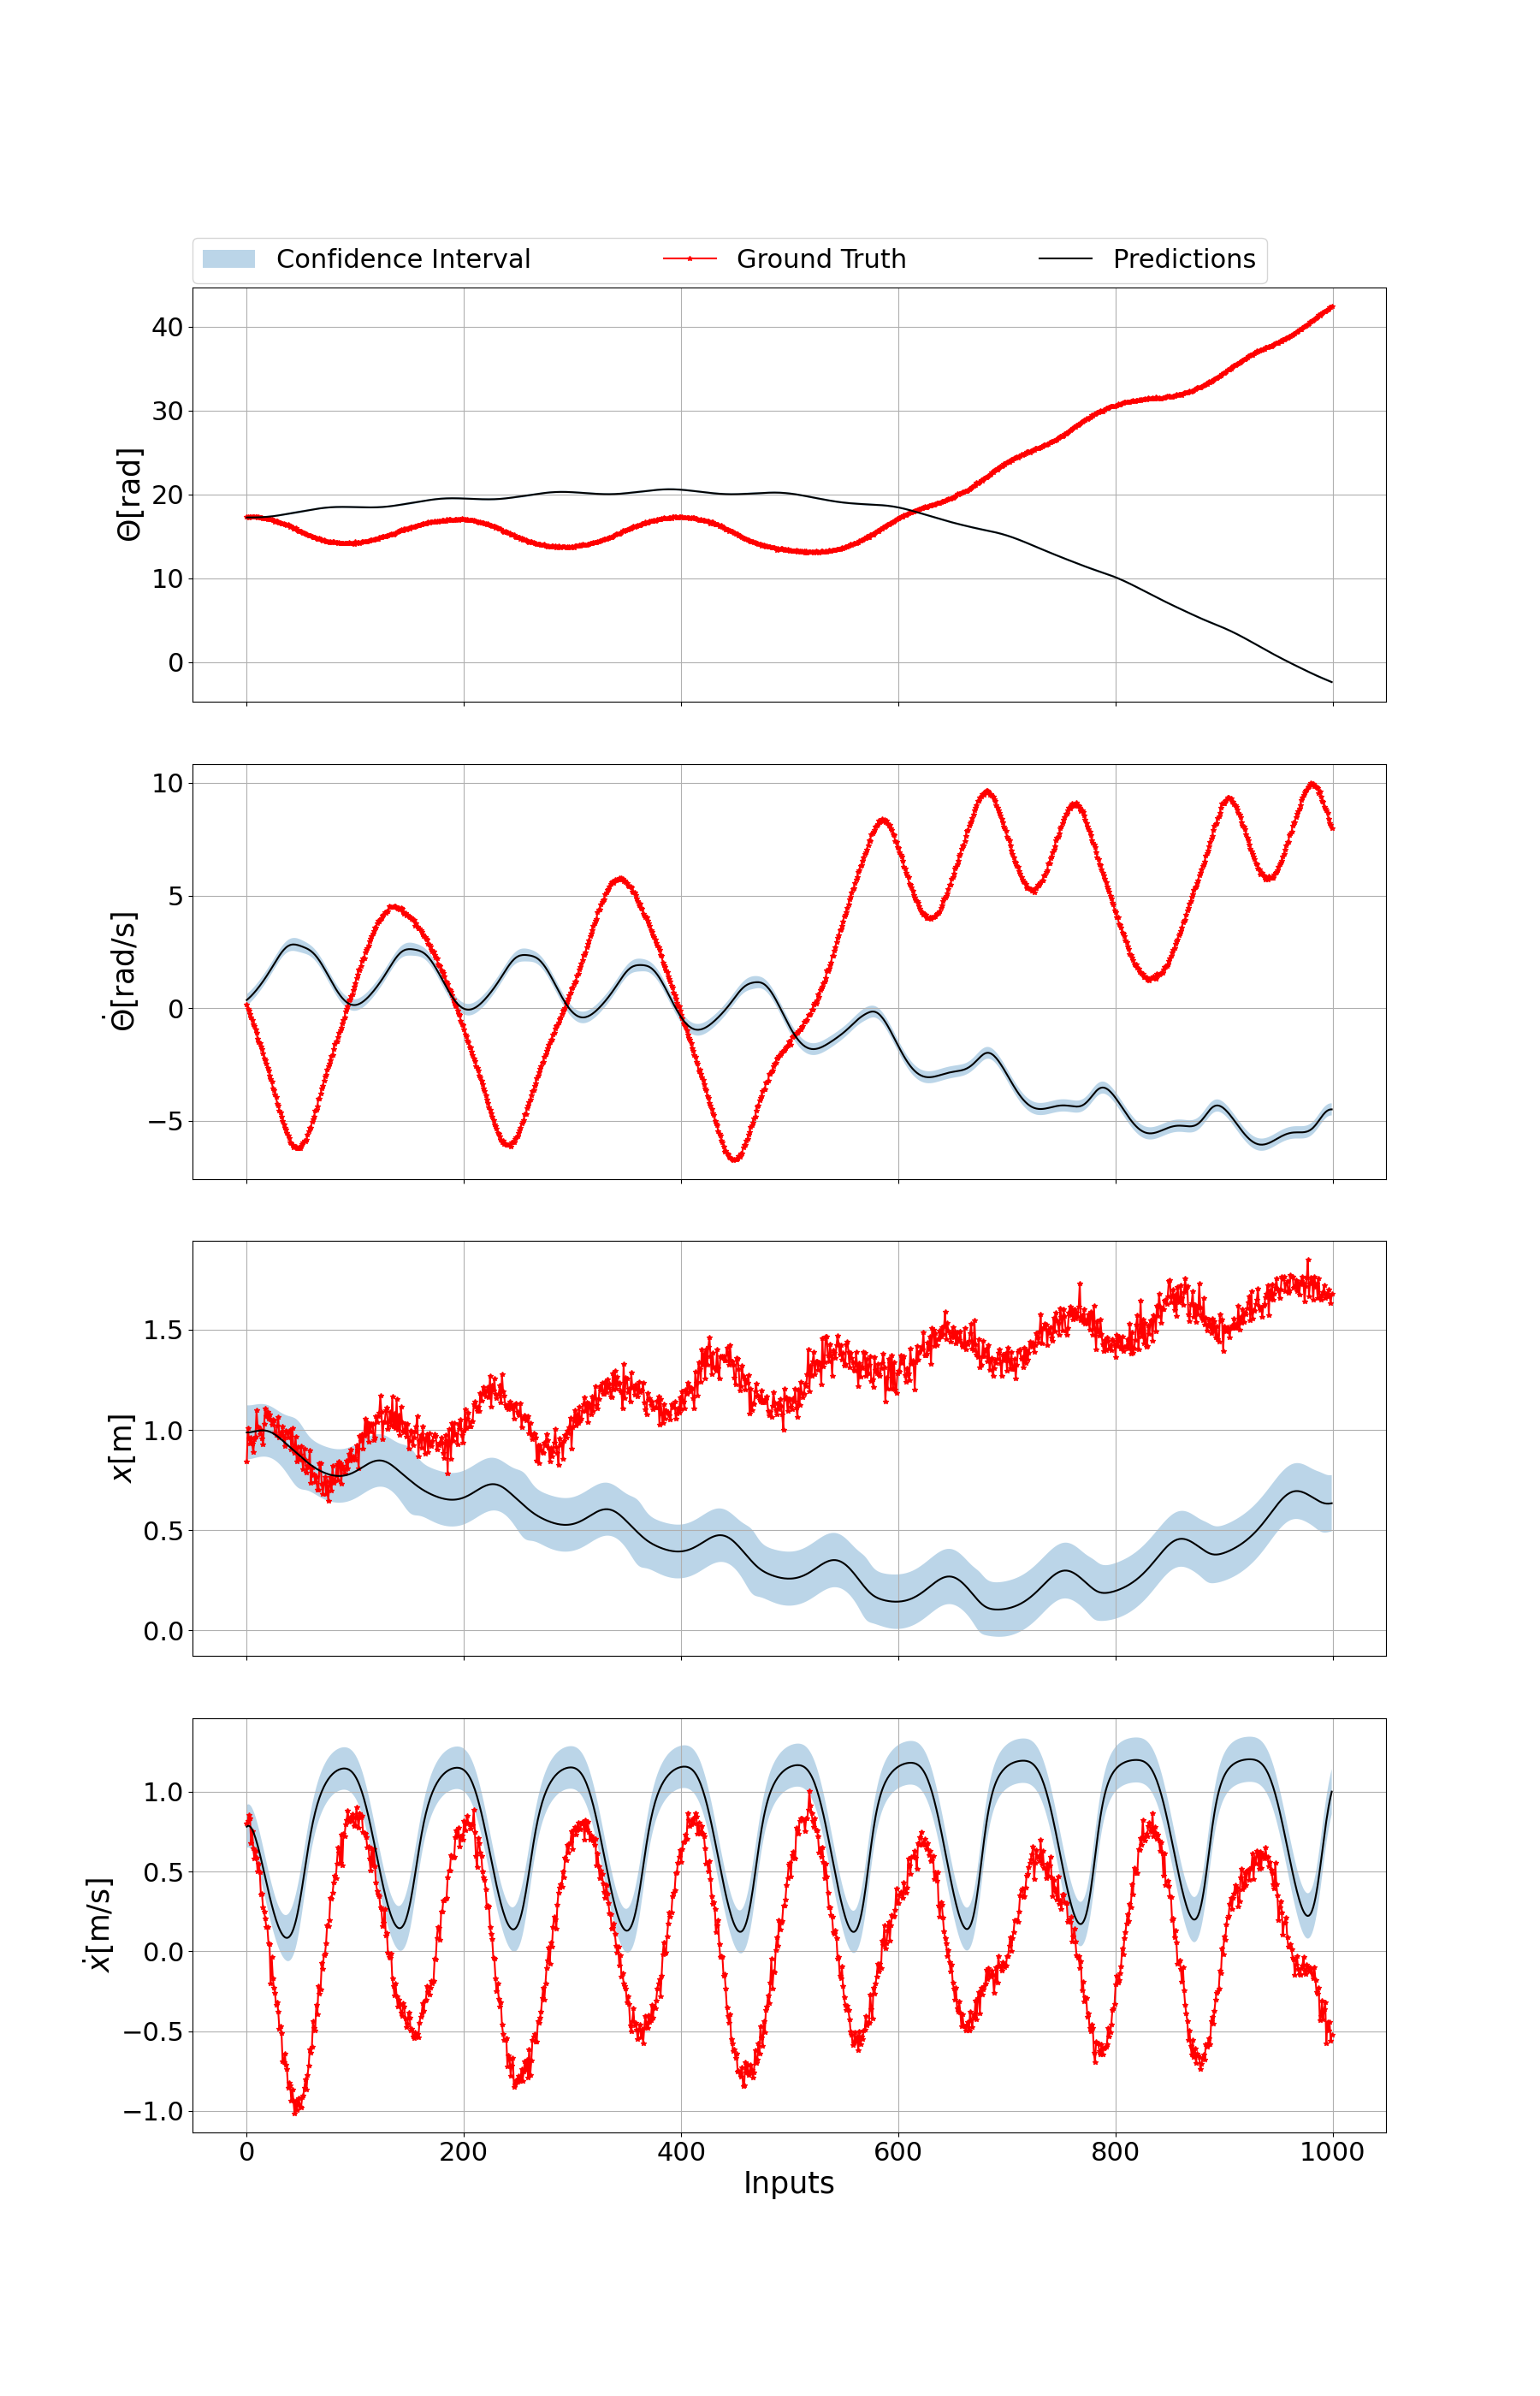 Confidence Interval Ground Truth Predictions
40
30
20
10
0
Θ[rad]
10
5
0
−5
Θ̇[rad/s]
1.5
1.0
0.5
0.0
x[m]
1.0
0.5
0.0
−0.5
−1.0
ẋ[m/s]
0 200 400 600 800 1000
Inputs